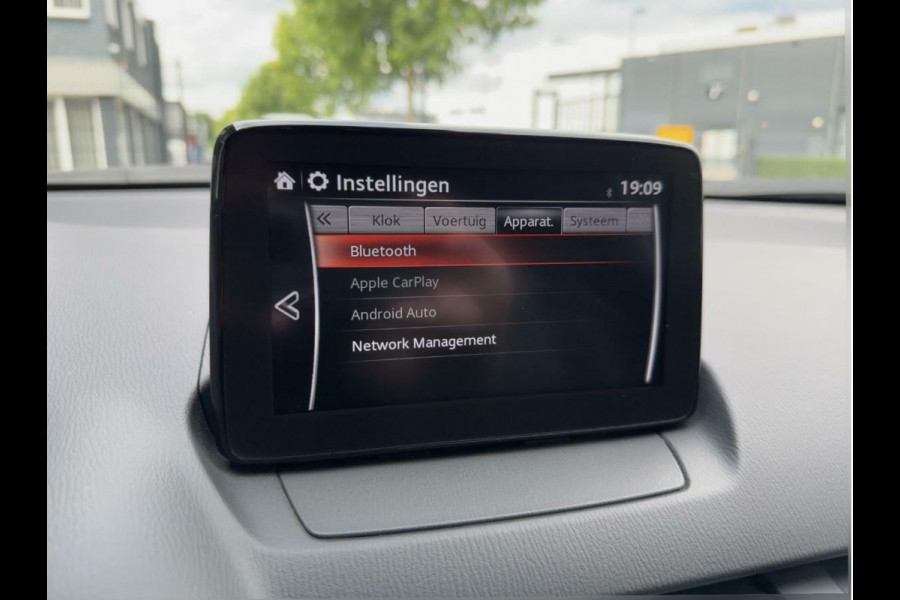 Instellingen 19:09
Klok Voertuig Apparat. Systeem
Bluetooth
Apple CarPlay
Android Auto
Network Management